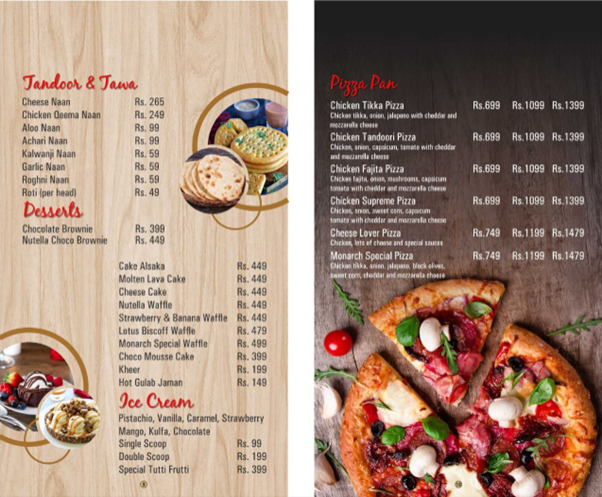 Tandoor & Tawa
Cheese Naan Rs. 265
Chicken Qeema Naan Rs. 249
Aloo Naan Rs. 99
Achari Naan Rs. 99
Kalwanji Naan Rs. 59
Garlic Naan Rs. 59
Roghni Naan Rs. 59
Roti (per head) Rs. 49
Desserts
Chocolate Brownie Rs. 399
Nutella Choco Brownie Rs. 449
Cake Alsaka Rs. 449
Molten Lava Cake Rs. 449
Cheese Cake Rs. 449
Nutella Waffle Rs. 449
Strawberry & Banana Waffle Rs. 449
Lotus Biscoff Waffle Rs. 479
Monarch Special Waffle Rs. 499
Choco Mousse Cake Rs. 399
Kheer Rs. 199
Hot Gulab Jaman Rs. 149
Ice Cream
Pistachio, Vanilla, Caramel, Strawberry
Mango, Kulfa, Chocolate
Single Scoop Rs. 99
Double Scoop Rs. 199
Special Tutti Frutti Rs. 399
Pizza Pan
Chicken Tikka Pizza Rs.699 Rs.1099 Rs.1399
Chicken tikka, onion, jalapeno with cheddar and
mozzarella cheese
Chicken Tandoori Pizza Rs.699 Rs.1099 Rs.1399
Chicken, onion, capsicum, tomato with cheddar
and mozzarella cheese
Chicken Fajita Pizza Rs.699 Rs.1099 Rs.1399
Chicken fajita, onion, mushrooms, capsicum
tomato with cheddar and mozzarella cheese
Chicken Supreme Pizza Rs.699 Rs.1099 Rs.1399
Chicken, onion, sweet corn, capsicum
tomato with cheddar and mozzarella cheese
Cheese Lover Pizza Rs.749 Rs.1199 Rs.1479
Chicken, lots of cheese and special sauces
Monarch Special Pizza Rs.749 Rs.1199 Rs.1479
Chicken tikka, onion, jalapeno, black olives,
sweet corn, cheddar and mozzarella cheese